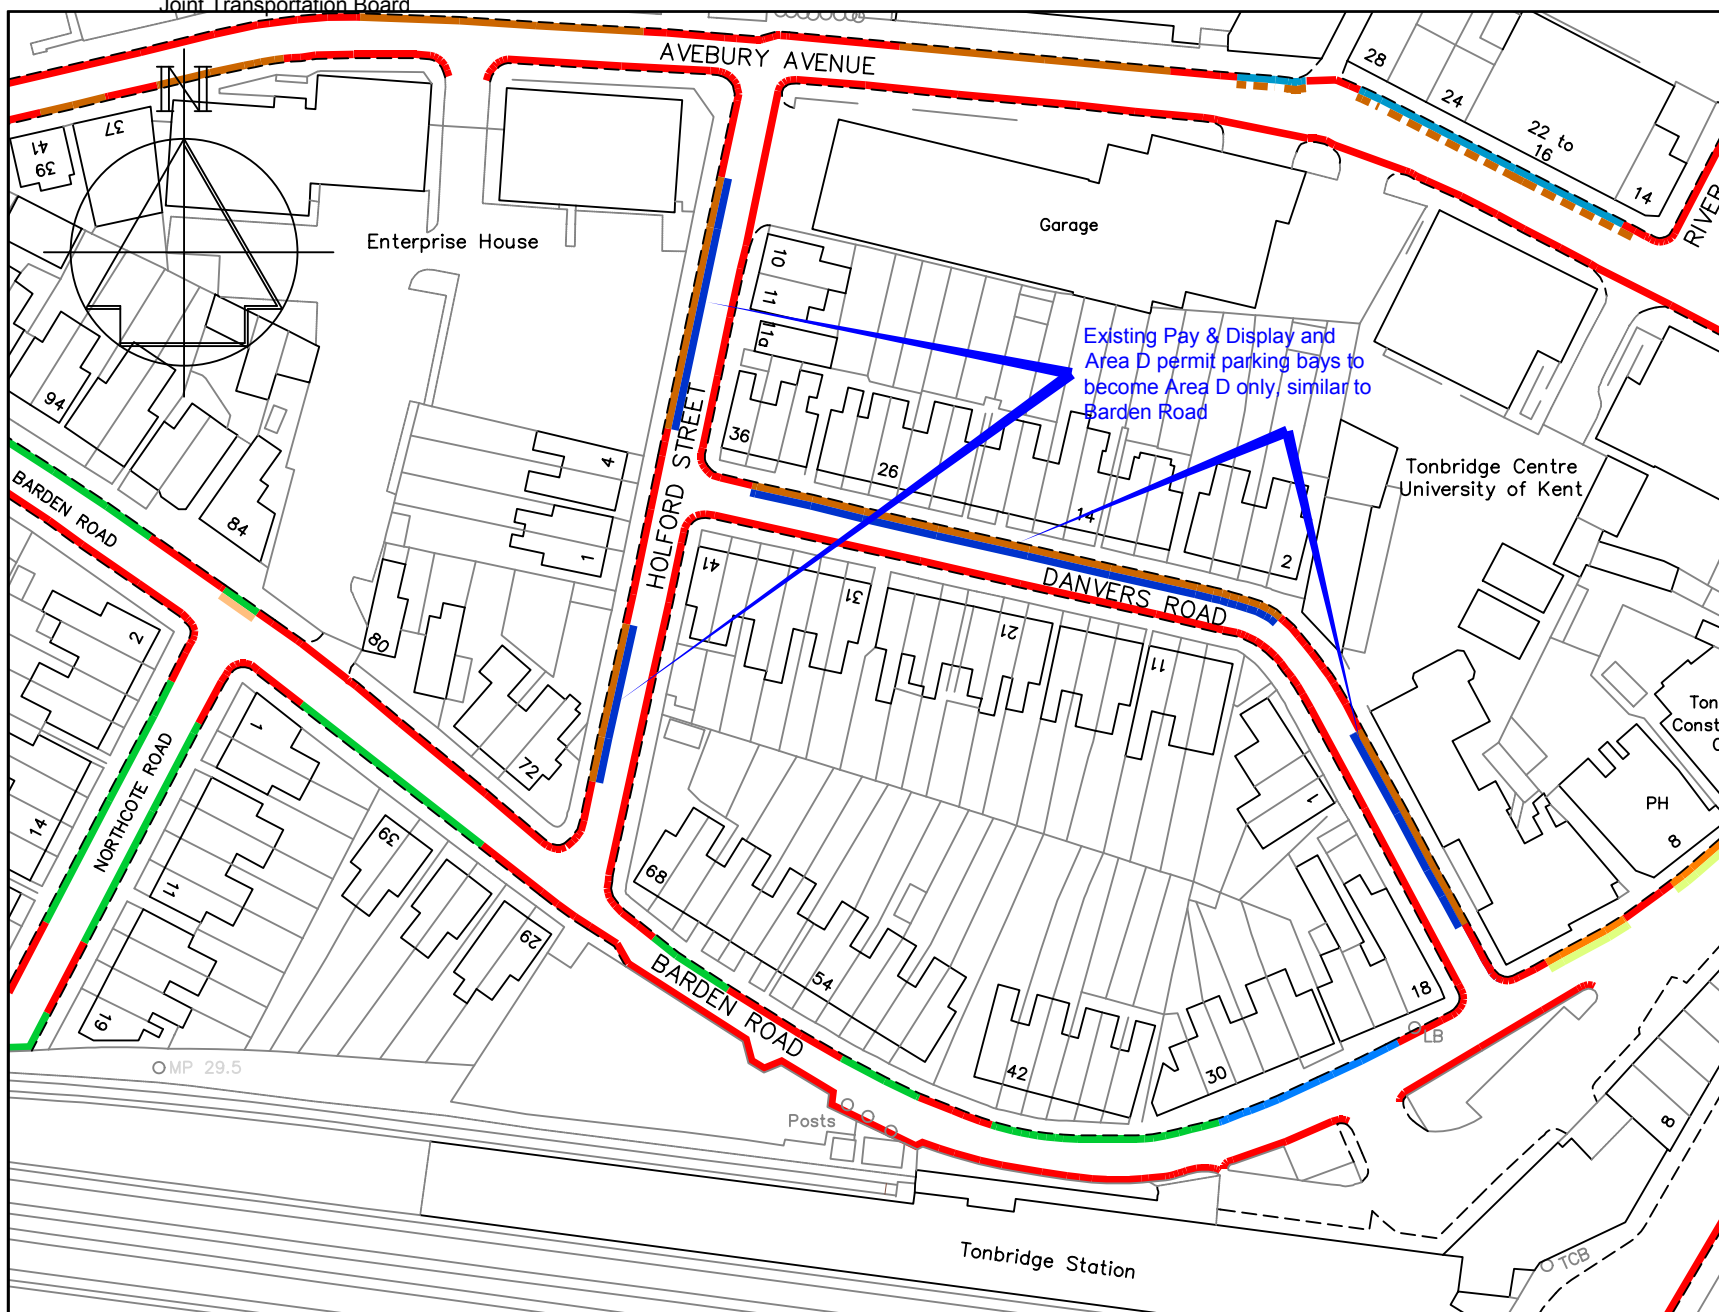 Joint Transportation Board
AVEBURY AVENUE
28
24
22 to
16
14
RIVER
N
37
41
39
Enterprise House
Garage
10
11
11a
Existing Pay & Display and
Area D permit parking bays to
become Area D only, similar to
Barden Road
94
84
BARDEN ROAD
4
1
HOLFORD STREET
36
26
14
2
Tonbridge Centre
University of Kent
DANVERS ROAD
41
31
21
11
1
2
80
72
14
NORTHCOTE ROAD
1
11
19
39
29
68
54
42
30
18
BARDEN ROAD
LB
PH
8
Ton
Const
MP 29.5
Posts
Tonbridge Station
8
TCB